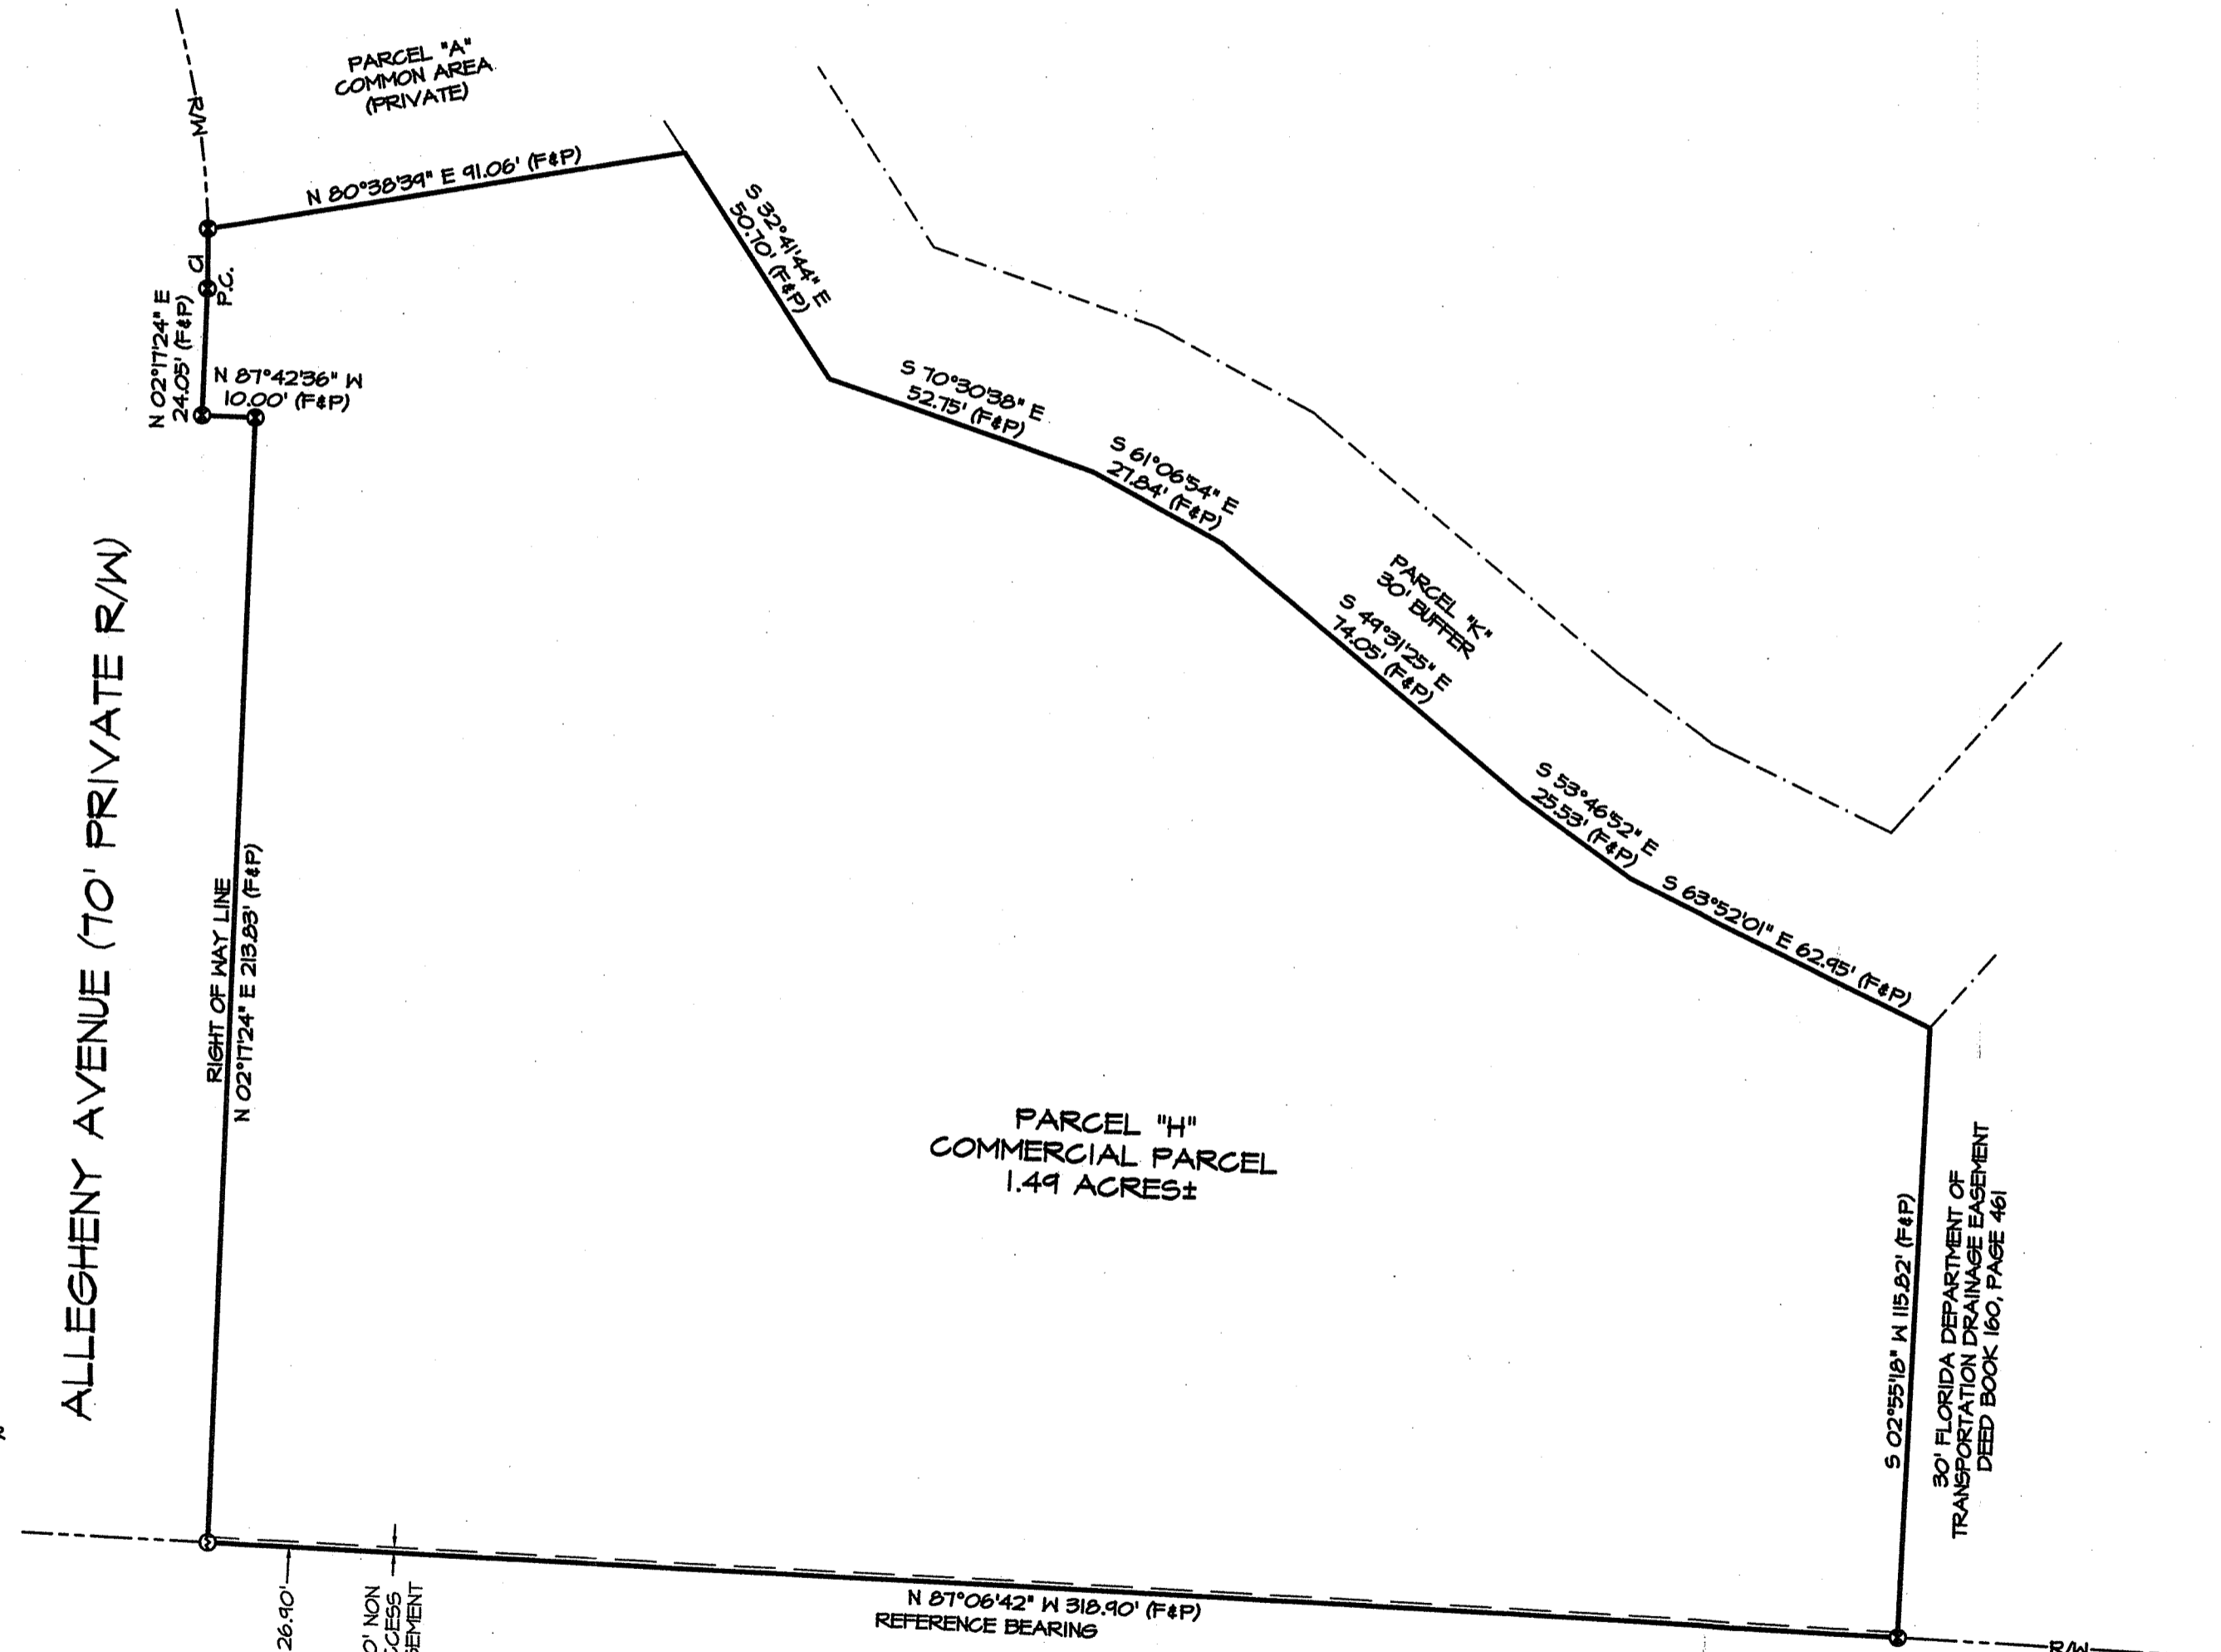 PARCEL "A"
COMMON AREA
(PRIVATE)
R/W
N 80°38'39" E 91.06' (F&P)
C1
P.C.
N 02°17'24" E
24.05' (F&P)
N 87°42'36" W
10.00' (F&P)
S 32°41'44" E
50.70' (F&P)
S 70°30'38" E
52.75' (F&P)
S 61°06'54" E
27.84' (F&P)
PARCEL "K"
30' BUFFER
S 49°31'25" E
74.05' (F&P)
S 53°46'52" E
25.53' (F&P)
S 63°52'01" E 62.95' (F&P)
ALLEGHENY AVENUE (70' PRIVATE R/W)
RIGHT OF WAY LINE
N 02°17'24" E 213.83' (F&P)
PARCEL "H"
COMMERCIAL PARCEL
1.49 ACRES±
S 02°55'18" W 115.82' (F&P)
30' FLORIDA DEPARTMENT OF
TRANSPORTATION DRAINAGE EASEMENT
DEED BOOK 160, PAGE 461
26.90'
0' NON
CCESS
SEMENT
N 87°06'42" W 318.90' (F&P)
REFERENCE BEARING
R/W